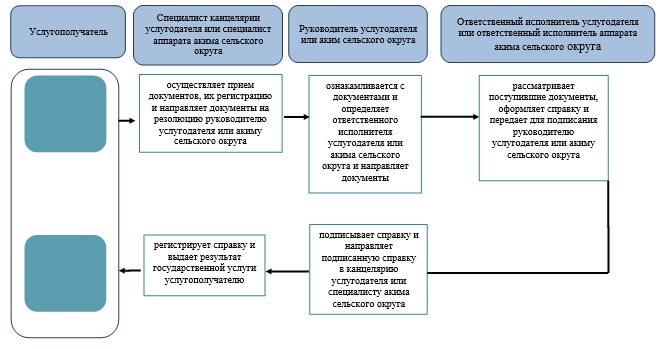 Услугополучатель
Специалист канцелярии
услугодателя или специалист
аппарата акима сельского
округа
Руководитель услугодателя
или аким сельского округа
Ответственный исполнитель услугодателя
или ответственный исполнитель аппарата
акима сельского округа
осуществляет прием
документов, их регистрацию
и направляет документы на
резолюцию руководителю
услугодателя или акиму
сельского округа
ознакамливается с
документами и
определяет
ответственного
исполнителя
услугодателя или
акима сельского
округа и направляет
документы
рассматривает
поступившие документы,
оформляет справку и
передает для подписания
руководителю
услугодателя или акиму
сельского округа
регистрирует справку и
выдает результат
государственной услуги
услугополучателю
подписывает справку и
направляет
подписанную справку
в канцелярию
услугодателя или
специалисту акима
сельского округа